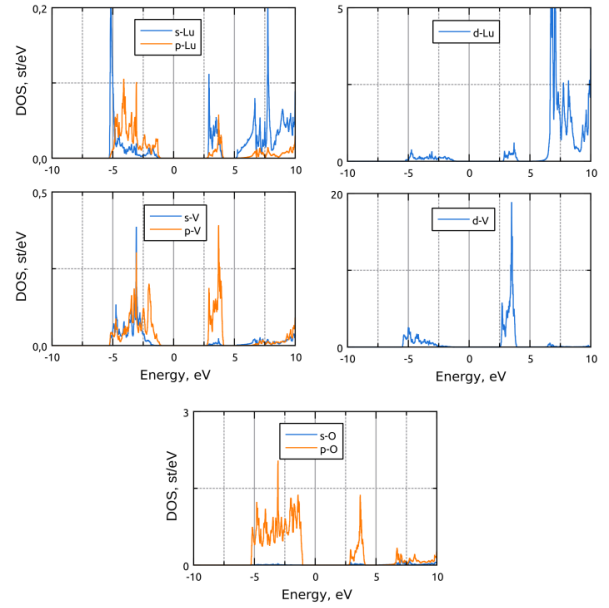 0,2
DOS, st/eV
0,0
s-Lu
p-Lu
-10 -5 0 5 10
5
0
d-Lu
-10 -5 0 5 10
0,5
DOS, st/eV
0,0
s-V
p-V
-10 -5 0 5 10
Energy, eV
20
0
d-V
-10 -5 0 5 10
Energy, eV
3
DOS, st/eV
0
s-O
p-O
-10 -5 0 5 10
Energy, eV